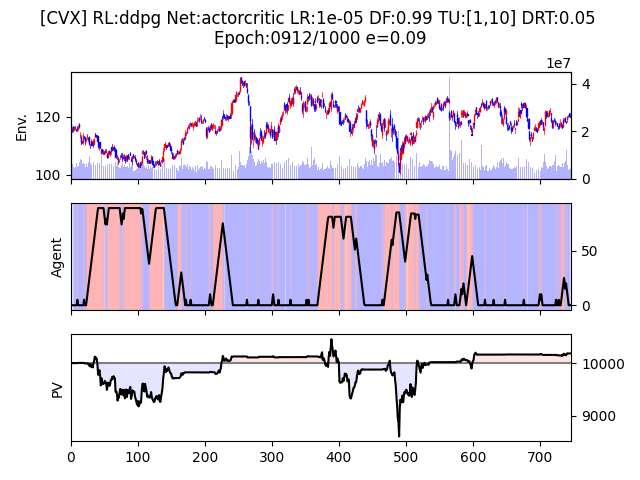 [CVX] RL:ddpg Net:actorcritic LR:1e-05 DF:0.99 TU:[1,10] DRT:0.05
Epoch:0912/1000 e=0.09
1e7
Env.
120
100
4
2
0
Agent
50
0
PV
10000
9000
0
100
200
300
400
500
600
700